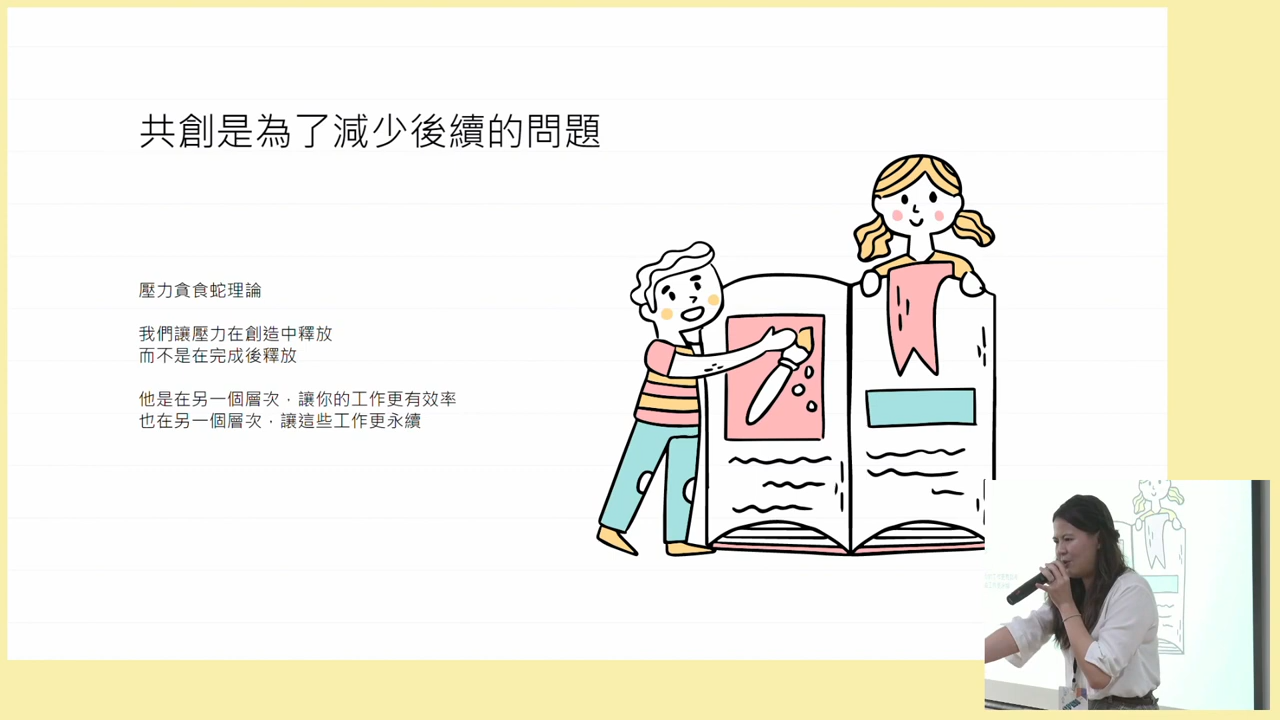 共創是為了減少後續的問題
壓力貪食蛇理論
我們讓壓力在創造中釋放
而不是在完成後釋放
他是在另一個層次，讓你的工作更有效率
也在另一個層次，讓這些工作更永續